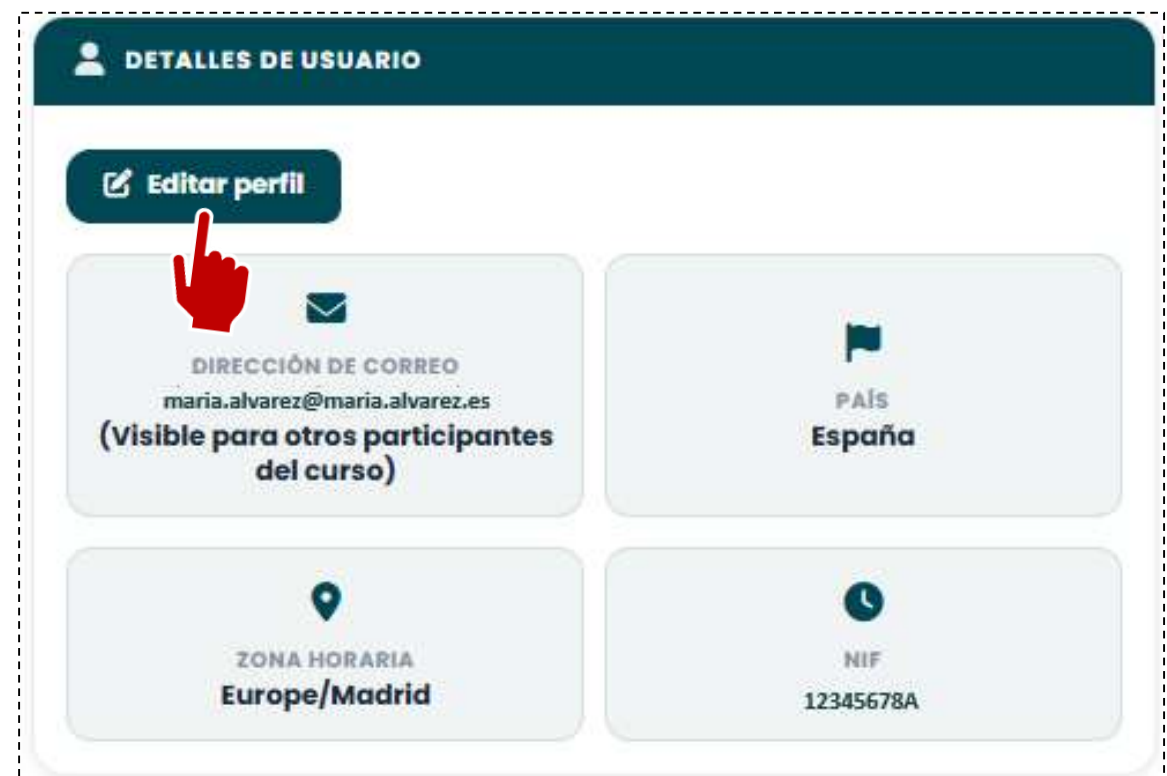 DETALLES DE USUARIO
Editar perfil
DIRECCIÓN DE CORREO
maria.alvarez@maria.alvarez.es
(Visible para otros participantes
del curso)
PAÍS
España
ZONA HORARIA
Europe/Madrid
NIF
12345678A